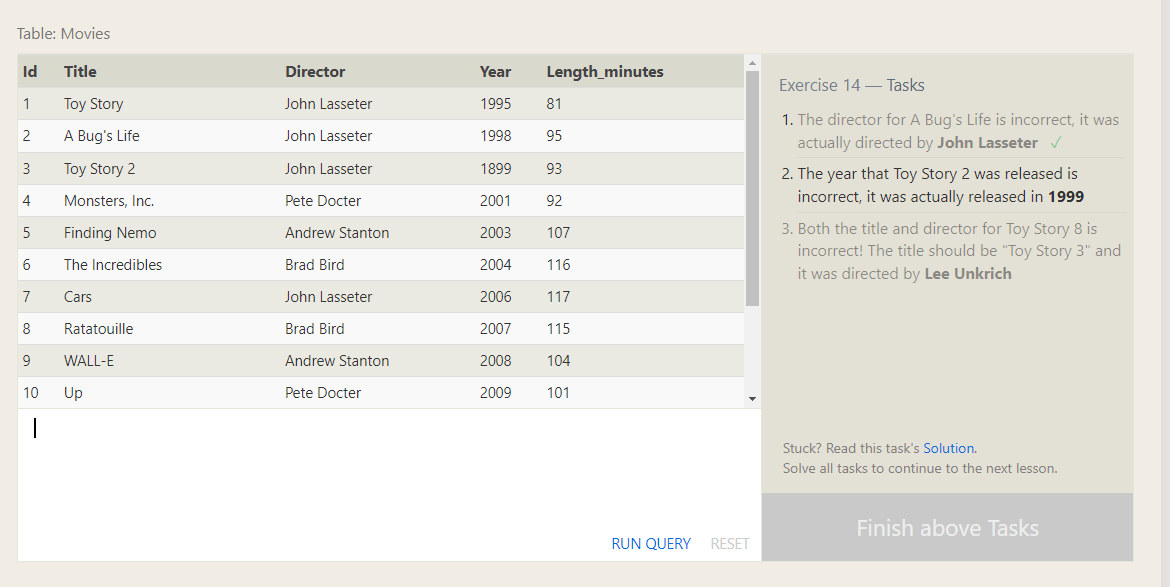 Table: Movies
Id Title Director Year Length_minutes
1 Toy Story John Lasseter 1995 81
2 A Bug's Life John Lasseter 1998 95
3 Toy Story 2 John Lasseter 1899 93
4 Monsters, Inc. Pete Docter 2001 92
5 Finding Nemo Andrew Stanton 2003 107
6 The Incredibles Brad Bird 2004 116
7 Cars John Lasseter 2006 117
8 Ratatouille Brad Bird 2007 115
9 WALL-E Andrew Stanton 2008 104
10 Up Pete Docter 2009 101
RUN QUERY RESET
Exercise 14 — Tasks
1. The director for A Bug's Life is incorrect, it was
actually directed by John Lasseter ✓
2. The year that Toy Story 2 was released is
incorrect, it was actually released in 1999
3. Both the title and director for Toy Story 8 is
incorrect! The title should be "Toy Story 3" and
it was directed by Lee Unkrich
Stuck? Read this task's Solution.
Solve all tasks to continue to the next lesson.
Finish above Tasks